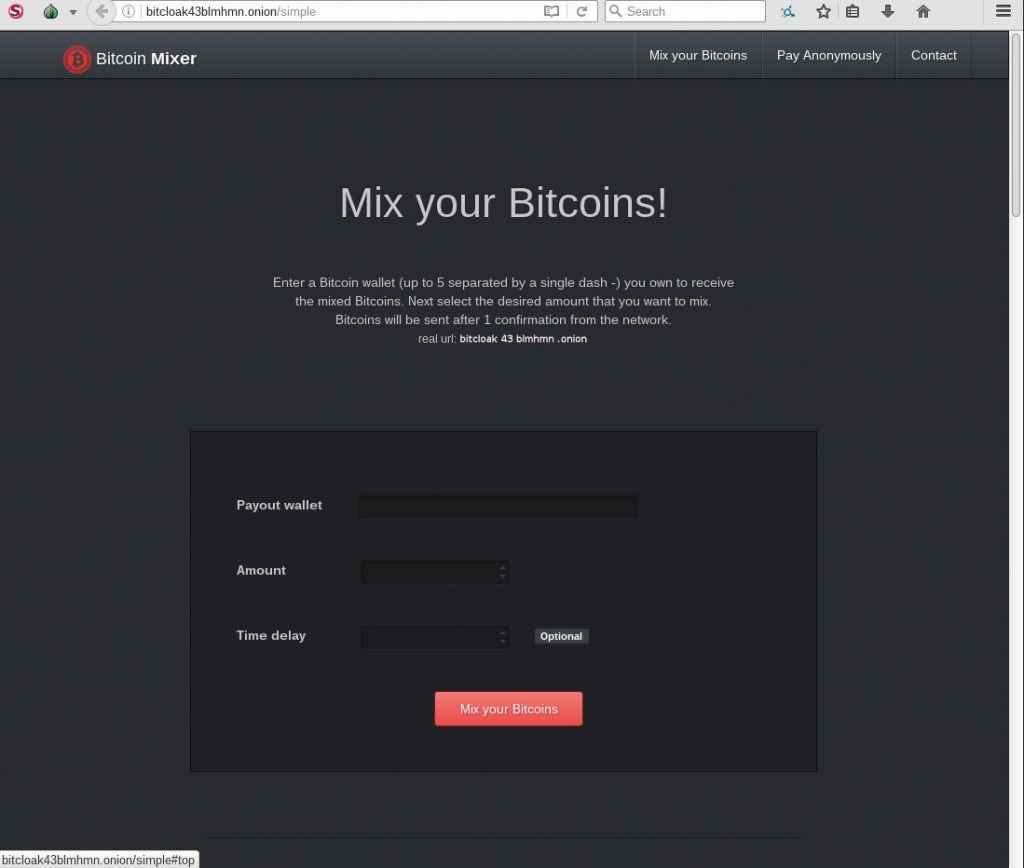 bitcloak43blmhmn.onion/simple
Search
Bitcoin Mixer
Mix your Bitcoins
Pay Anonymously
Contact
Mix your Bitcoins!
Enter a Bitcoin wallet (up to 5 separated by a single dash -) you own to receive
the mixed Bitcoins. Next select the desired amount that you want to mix.
Bitcoins will be sent after 1 confirmation from the network.
real url: bitcloak 43 blmhmn .onion
Payout wallet
Amount
Time delay
Optional
Mix your Bitcoins
bitcloak43blmhmn.onion/simple#top